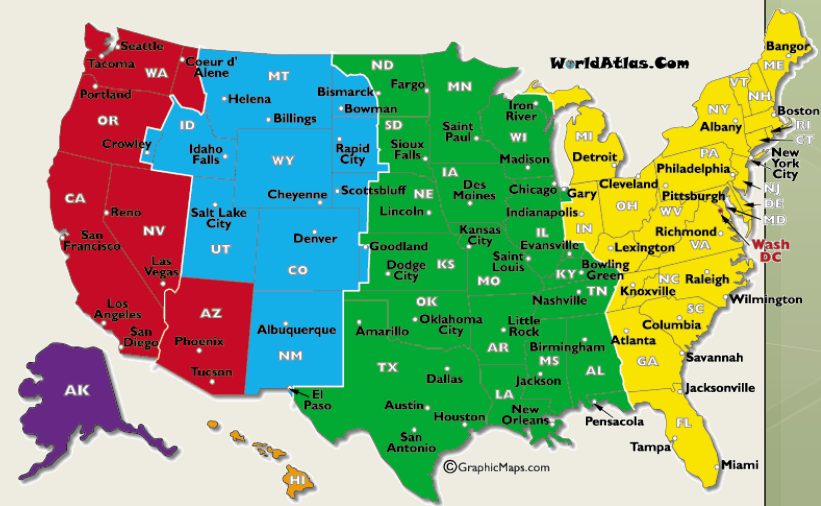 WorldAtlas.Com
Seattle
Tacoma
WA
Coeur d'
Alene
Portland
OR
Crowley
ID
Idaho
Falls
MT
Helena
Billings
WY
Cheyenne
Salt Lake
City
UT
Denver
CO
CA
Reno
NV
San
Francisco
Las
Vegas
Los
Angeles
San
Diego
AZ
Phoenix
Tucson
Albuquerque
NM
El
Paso
ND
Bismarck
Fargo
Bowman
SD
Rapid
City
Sioux
Falls
Scottsbluff
NE
Lincoln
Goodland
Dodge
City
KS
OK
Oklahoma
City
Amarillo
TX
Dallas
Austin
Houston
San
Antonio
MN
Saint
Paul
IA
Des
Moines
Kansas
City
MO
Saint
Louis
Iron
River
WI
Madison
Chicago
Gary
IL
Indianapolis
IN
Evansville
KY
Bowling
Green
Nashville
TN
Little
Rock
AR
LA
New
Orleans
MS
Jackson
Birmingham
AL
Pensacola
MI
Detroit
Cleveland
OH
Lexington
Knoxville
WV
Pittsburgh
PA
Philadelphia
NY
Albany
VT
NH
ME
Bangor
Boston
RI
CT
New
York
City
NJ
DE
MD
Wash
DC
Richmond
VA
NC
Raleigh
Wilmington
SC
Columbia
Atlanta
GA
Savannah
Jacksonville
FL
Tampa
Miami
AK
HI
©GraphicMaps.com